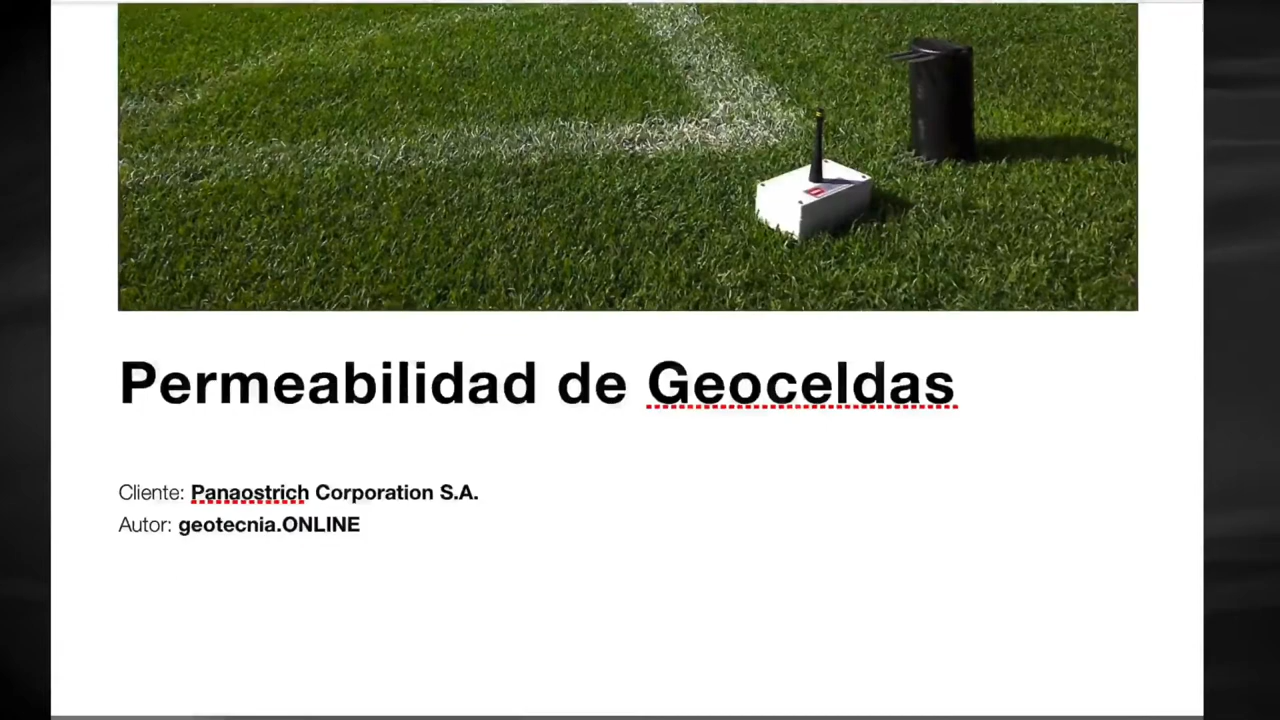 Permeabilidad de Geoceldas
Cliente: Panaostrich Corporation S.A.
Autor: geotecnia.ONLINE